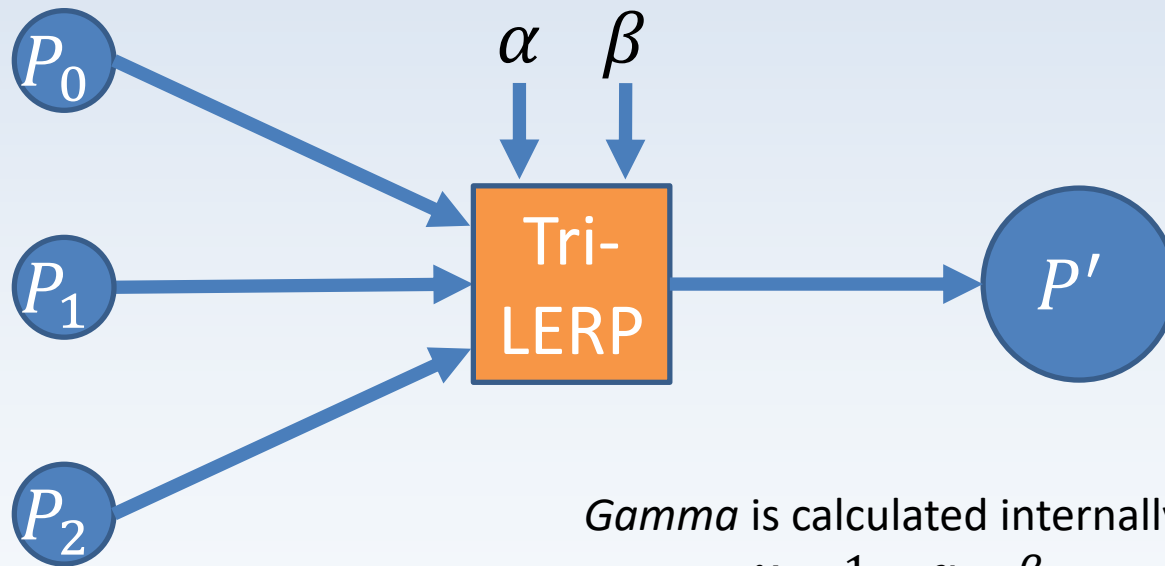 α β
P₀
P₁
P₂
Tri-
LERP
P′
Gamma is calculated internally